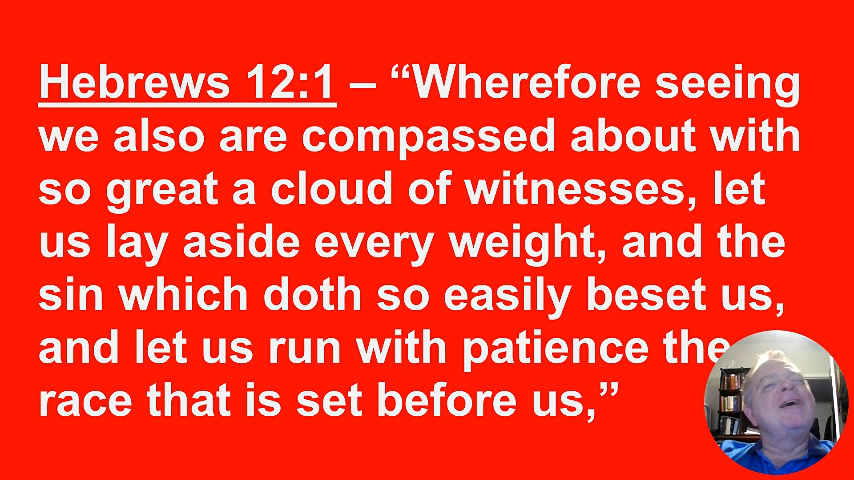 Hebrews 12:1 – “Wherefore seeing
we also are compassed about with
so great a cloud of witnesses, let
us lay aside every weight, and the
sin which doth so easily beset us,
and let us run with patience the
race that is set before us,”